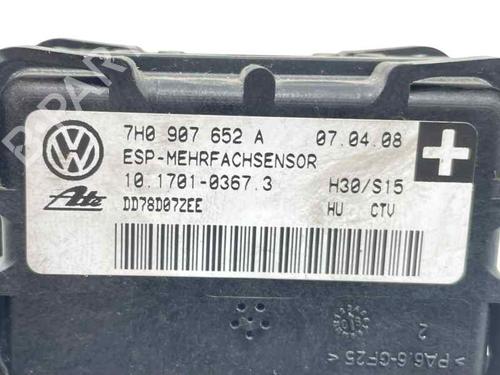 7H0 907 652 A 07.04.08
ESP-MEHRFACHSENSOR
10.1701-0367.3 H30/S15
Ate DD78D07ZEE HU CTV
2
>PA6.6-GF25<